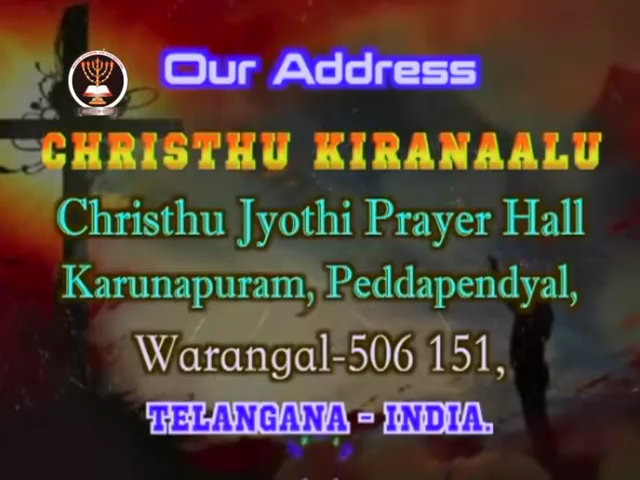 Our Address
CHRISTHU KIRANAALU
Christhu Jyothi Prayer Hall
Karunapuram, Peddapendyal,
Warangal-506 151,
TELANGANA - INDIA.